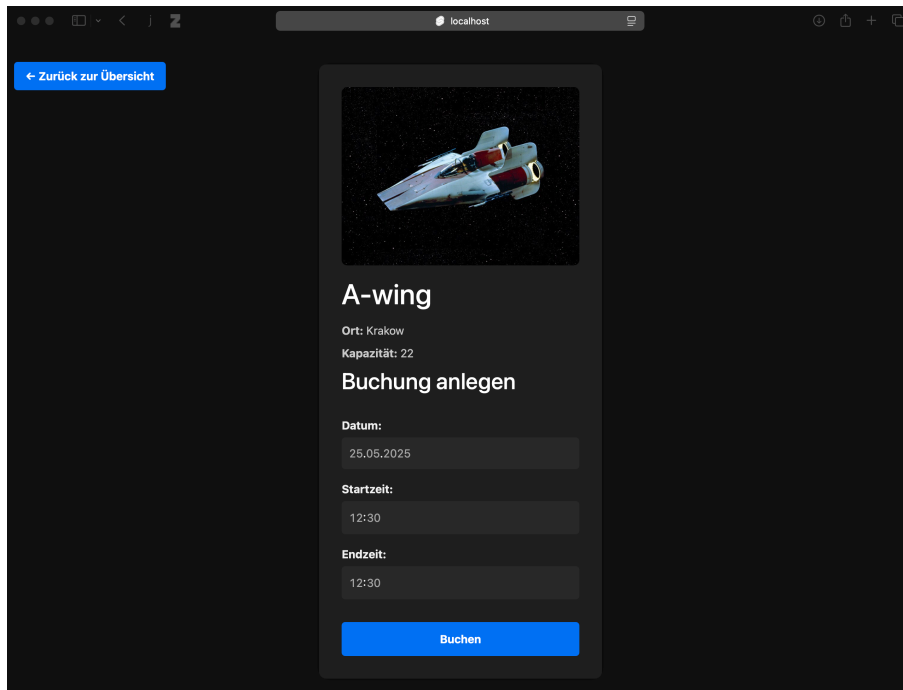 j
Z
localhost
← Zurück zur Übersicht
A-wing
Ort: Krakow
Kapazität: 22
Buchung anlegen
Datum:
25.05.2025
Startzeit:
12:30
Endzeit:
12:30
Buchen